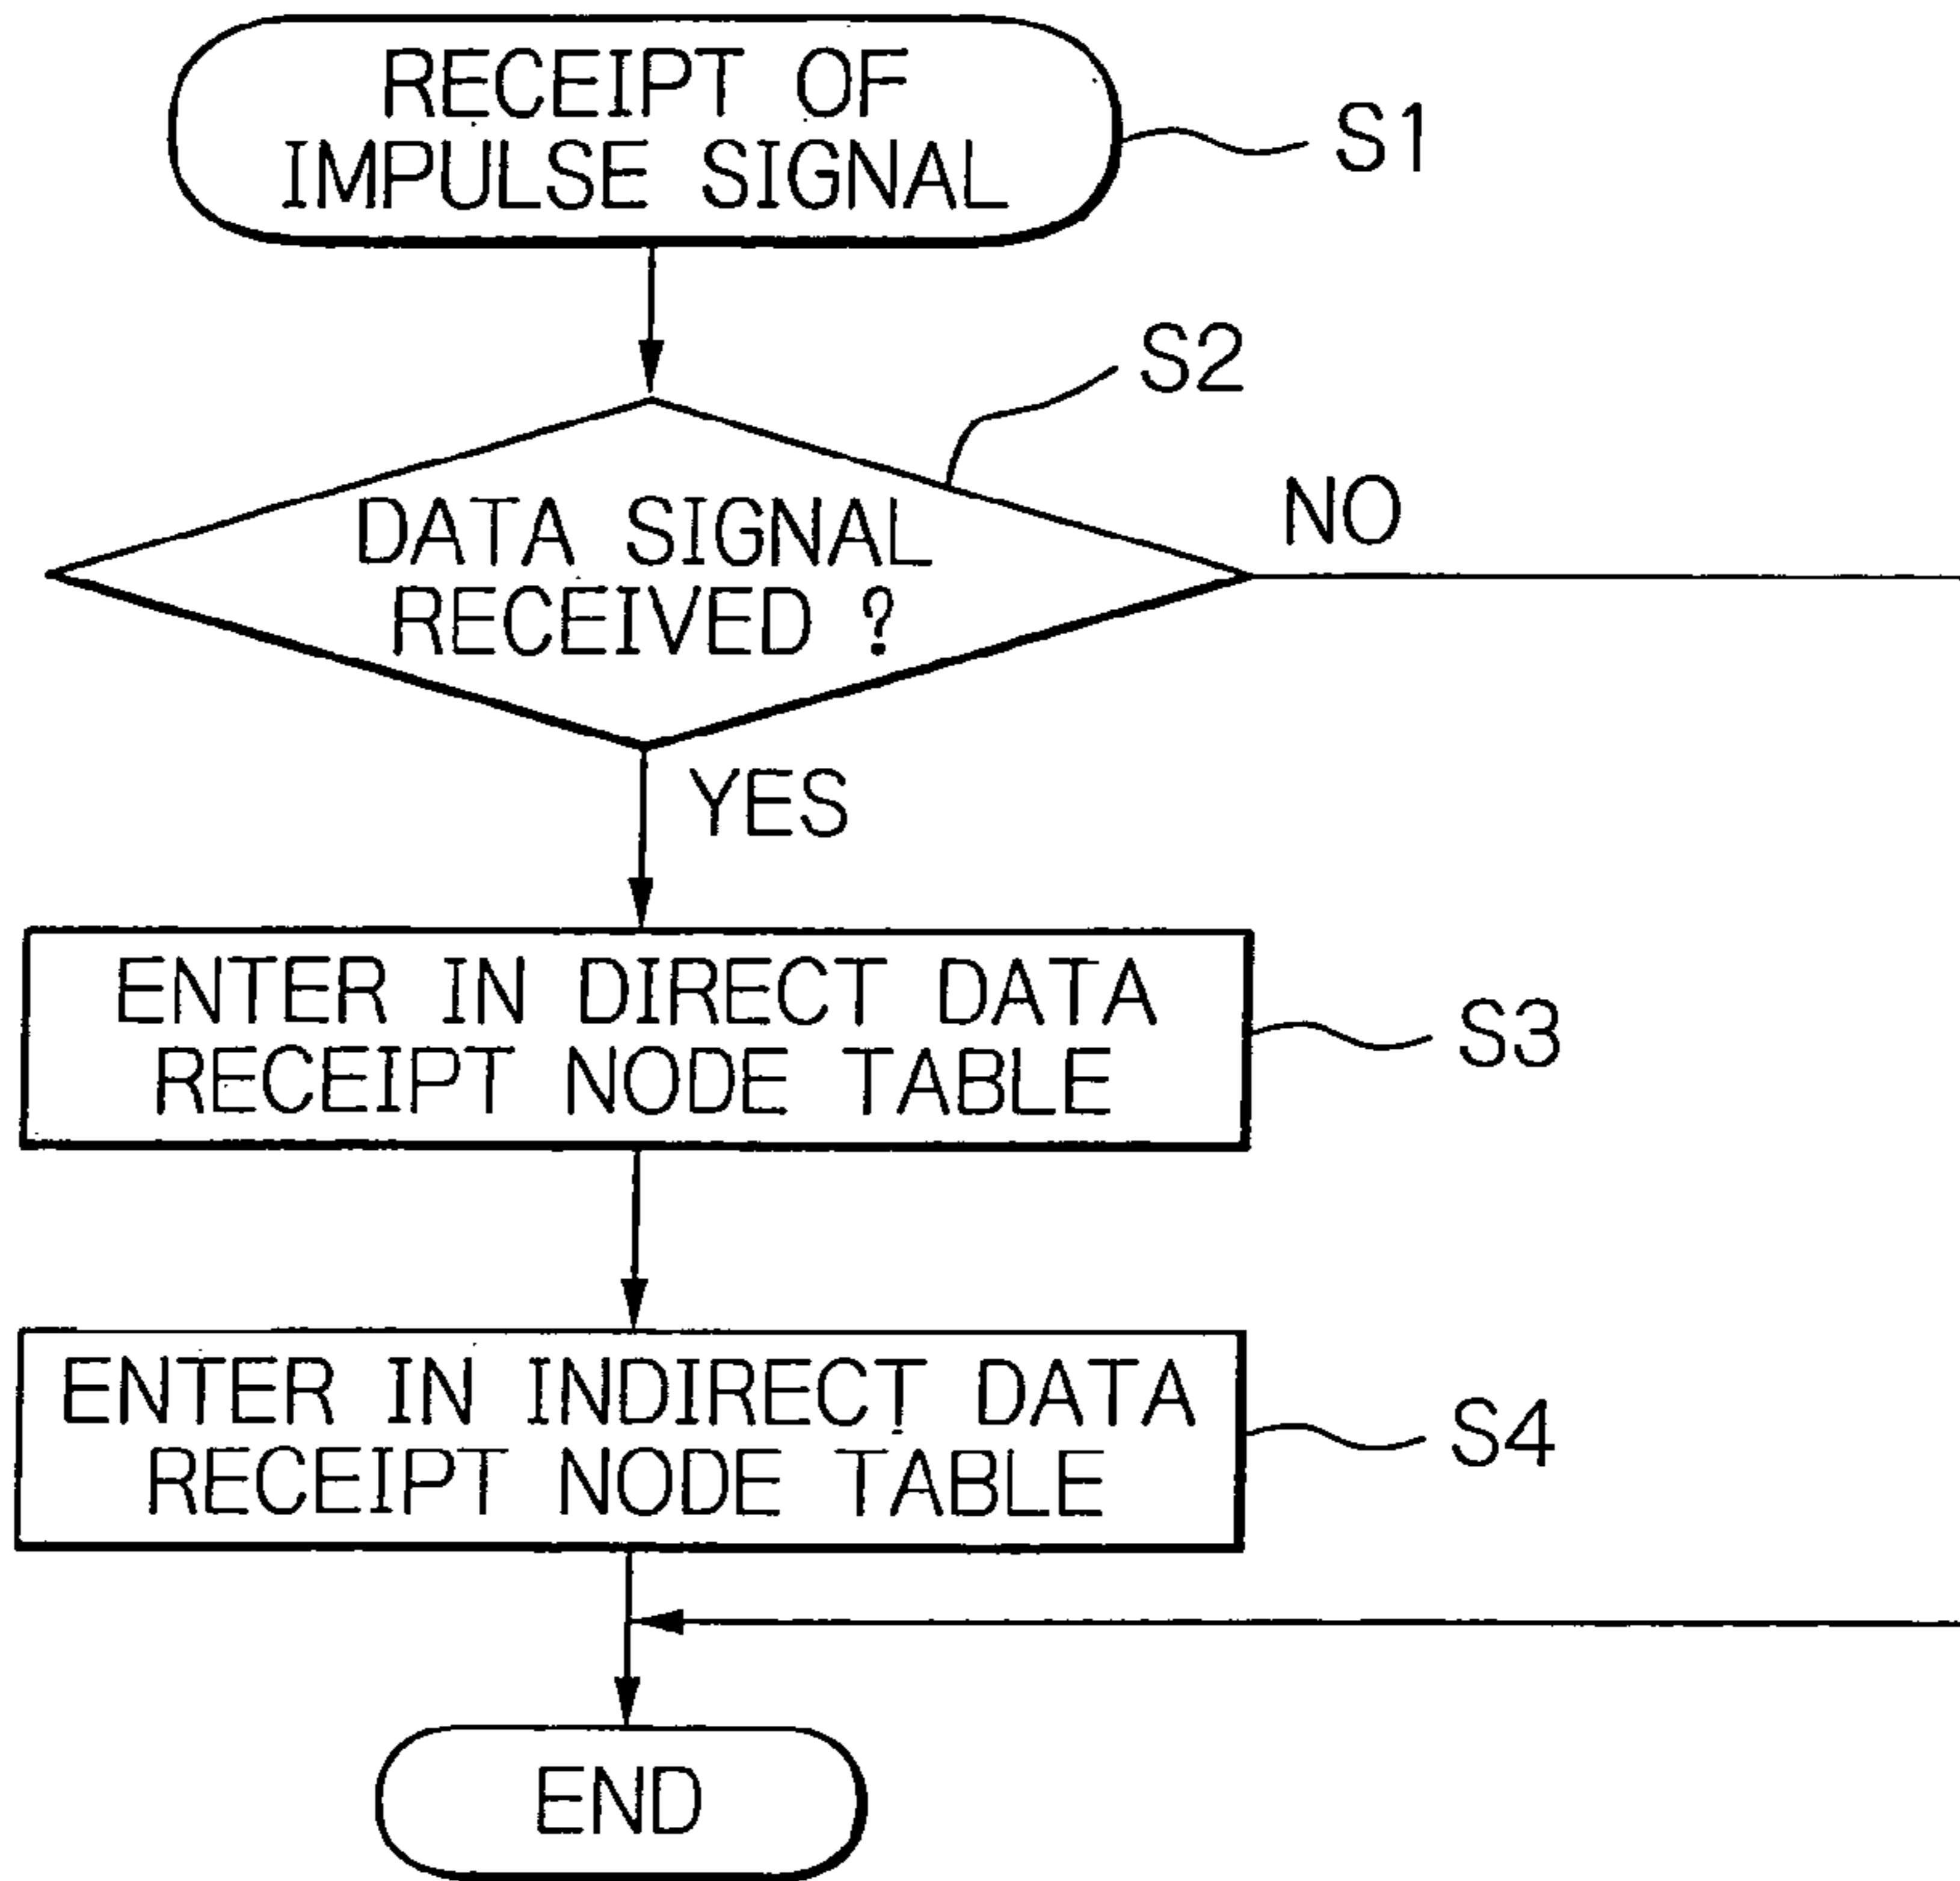 RECEIPT OF
IMPULSE SIGNAL
S1
S2
DATA SIGNAL
RECEIVED ?
NO
YES
ENTER IN DIRECT DATA
RECEIPT NODE TABLE
S3
ENTER IN INDIRECT DATA
RECEIPT NODE TABLE
S4
END